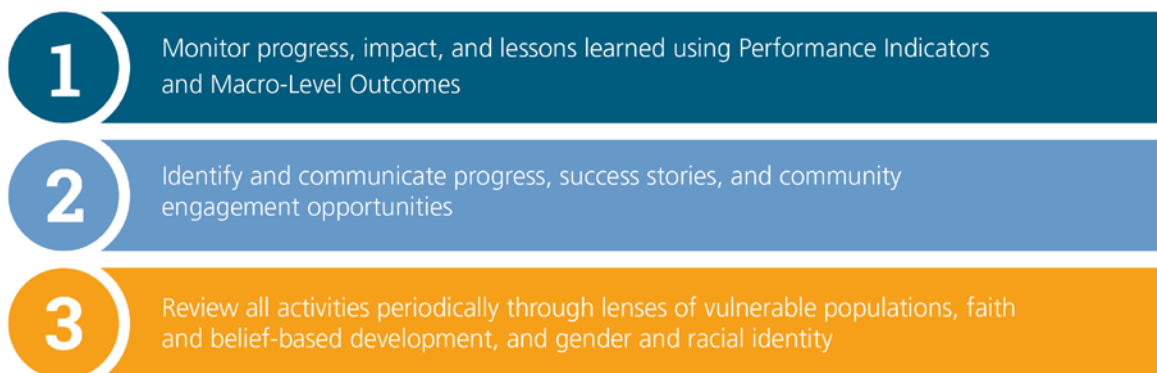 1
Monitor progress, impact, and lessons learned using Performance Indicators
and Macro-Level Outcomes
2
Identify and communicate progress, success stories, and community
engagement opportunities
3
Review all activities periodically through lenses of vulnerable populations, faith
and belief-based development, and gender and racial identity